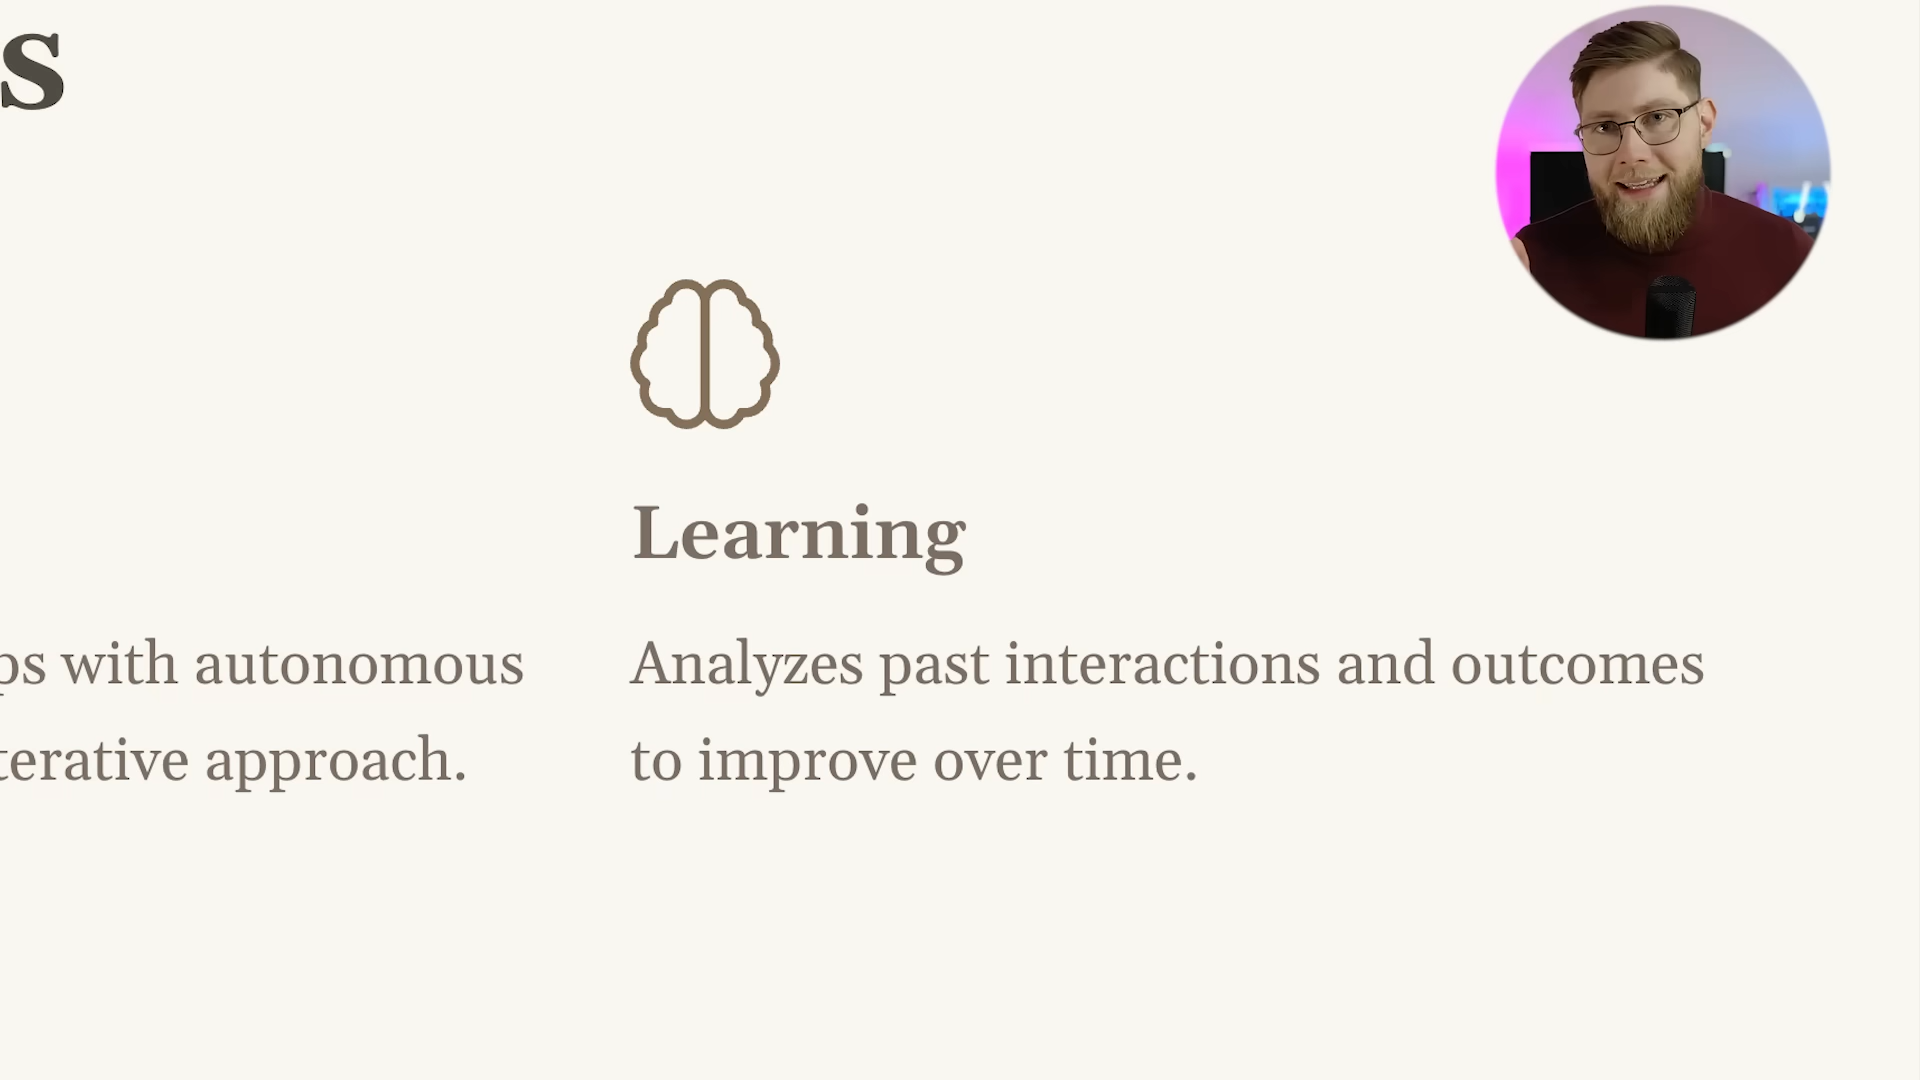 s
Learning
ps with autonomous
terative approach.
Analyzes past interactions and outcomes
to improve over time.